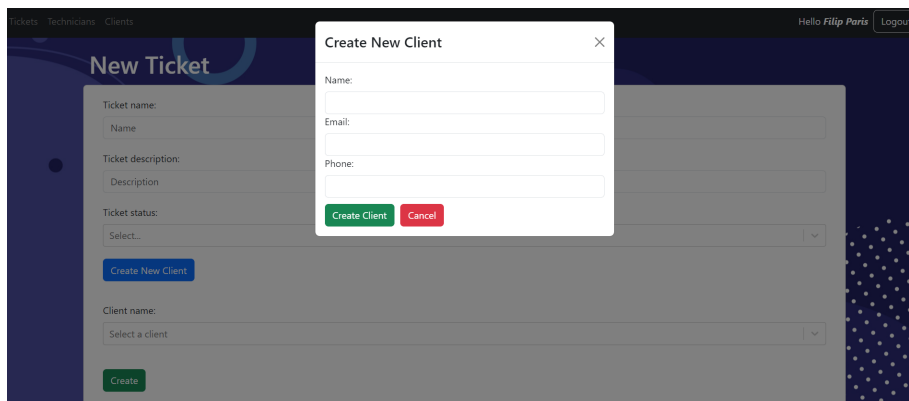 Tickets Technicians Clients
Hello Filip Paris Logout
New Ticket
Create New Client
Name:
Email:
Phone:
Create Client Cancel
Ticket name:
Name
Ticket description:
Description
Ticket status:
Select...
Create New Client
Client name:
Select a client
Create